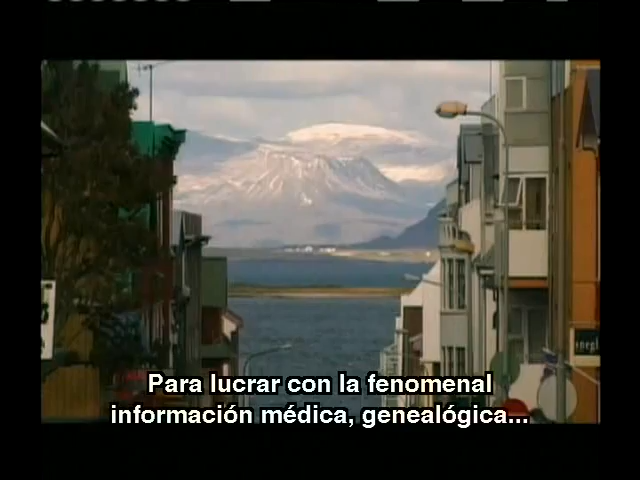 Para lucrar con la fenomenal
información médica, genealógica...